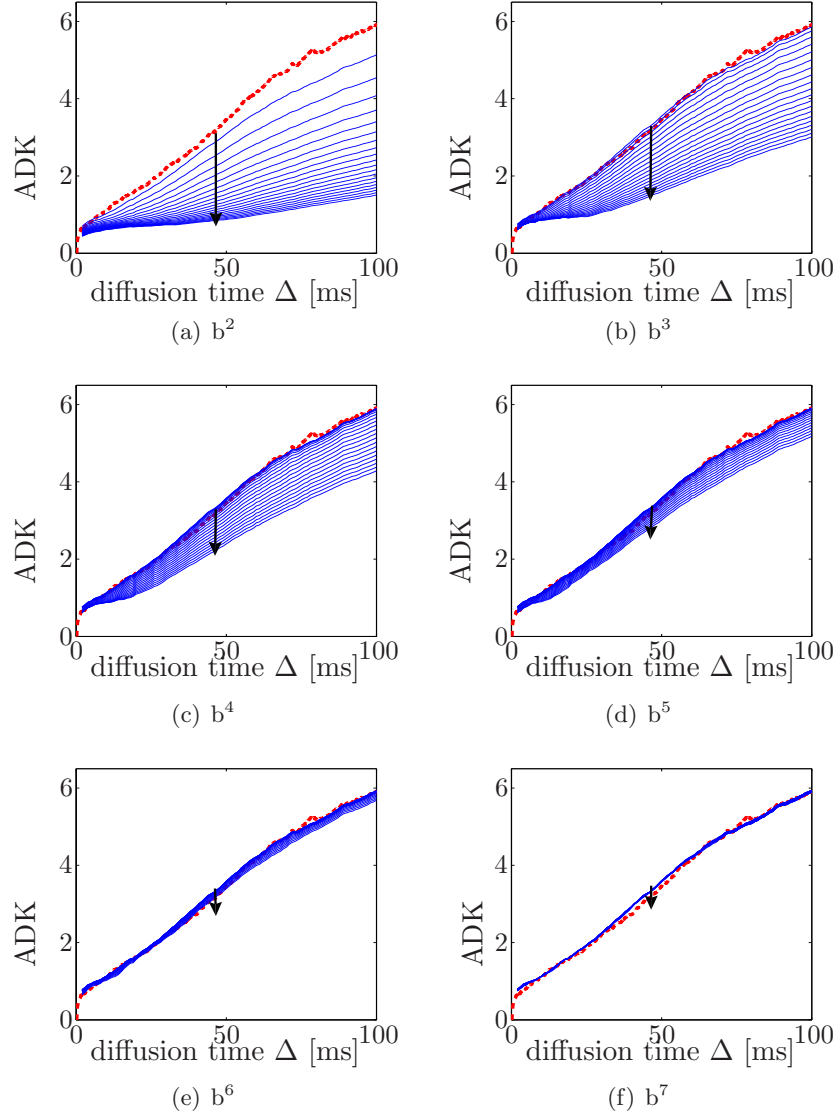 6
4
2
0
ADK
0 50 100
diffusion time Δ [ms]
(a) b²
6
4
2
0
ADK
0 50 100
diffusion time Δ [ms]
(b) b³
6
4
2
0
ADK
0 50 100
diffusion time Δ [ms]
(c) b⁴
6
4
2
0
ADK
0 50 100
diffusion time Δ [ms]
(d) b⁵
6
4
2
0
ADK
0 50 100
diffusion time Δ [ms]
(e) b⁶
6
4
2
0
ADK
0 50 100
diffusion time Δ [ms]
(f) b⁷